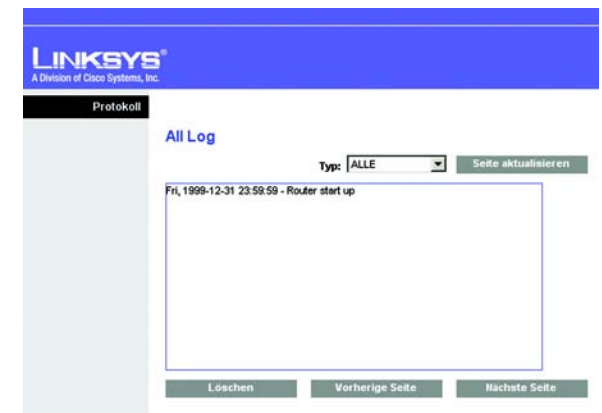 LINKSYS®
A Division of Cisco Systems, Inc.
Protokoll
All Log
Typ: ALLE Seite aktualisieren
Fri, 1999-12-31 23:59:59 - Router start up
Löschen Vorherige Seite Nächste Seite